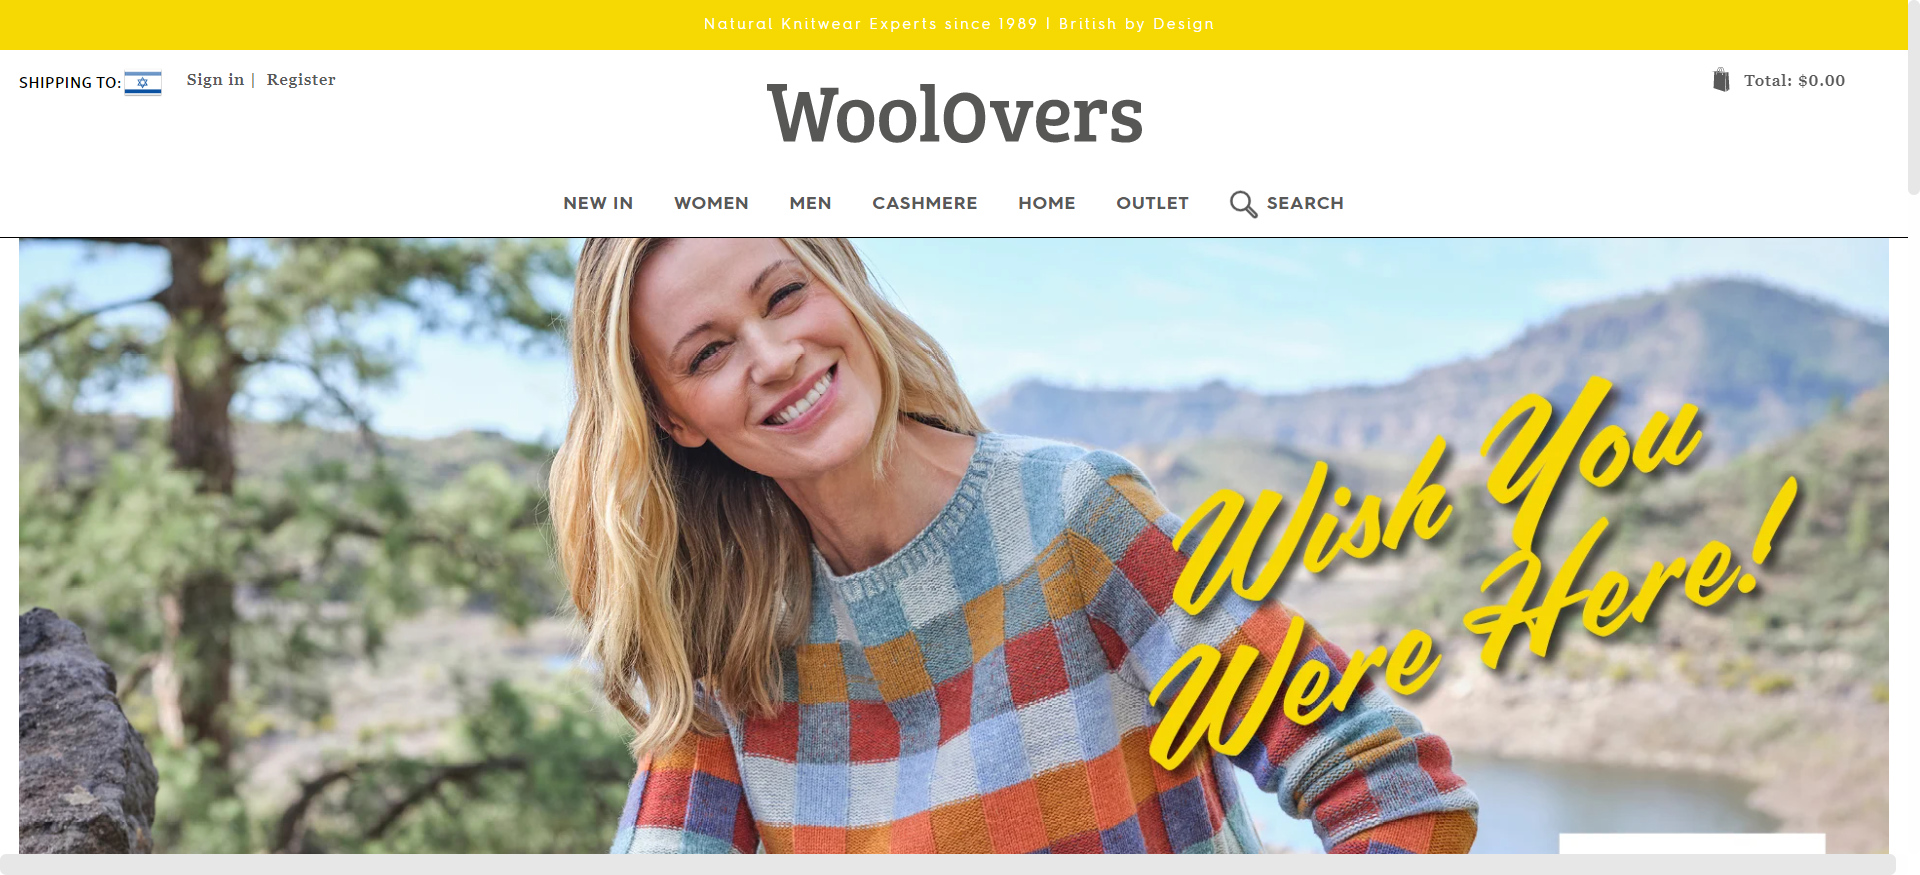 Natural Knitwear Experts since 1989 | British by Design
SHIPPING TO:
Sign in | Register
Total: $0.00
WoolOvers
NEW IN WOMEN MEN CASHMERE HOME OUTLET SEARCH
Wish You
Were Here!